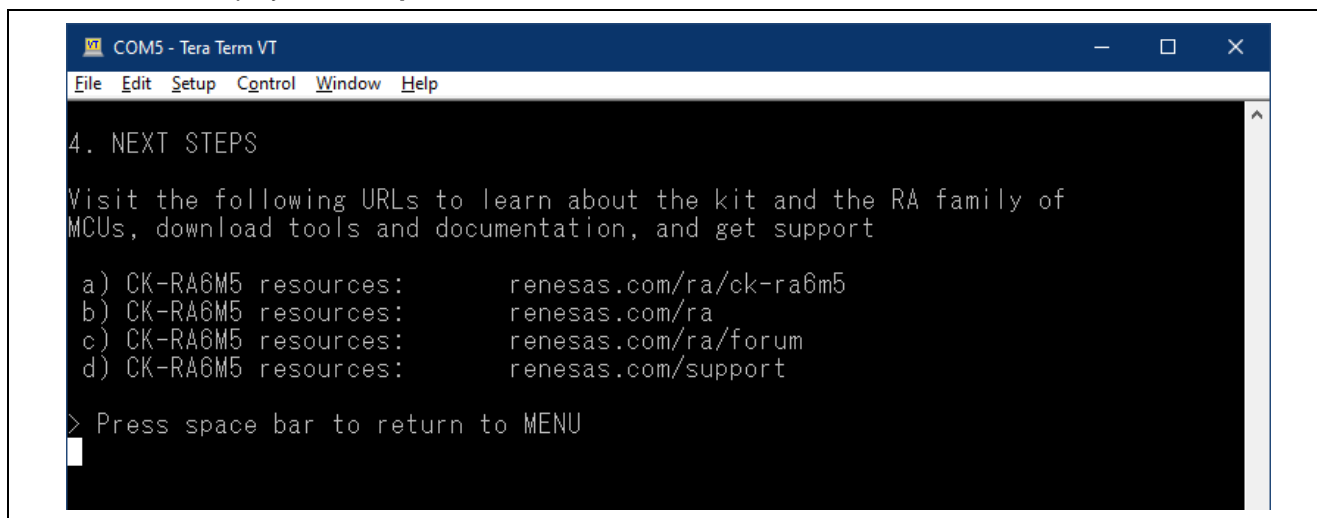 COM5 - Tera Term VT
File Edit Setup Control Window Help
4. NEXT STEPS
Visit the following URLs to learn about the kit and the RA family of
MCUs, download tools and documentation, and get support
a) CK-RA6M5 resources: renesas.com/ra/ck-ra6m5
b) CK-RA6M5 resources: renesas.com/ra
c) CK-RA6M5 resources: renesas.com/ra/forum
d) CK-RA6M5 resources: renesas.com/support
> Press space bar to return to MENU